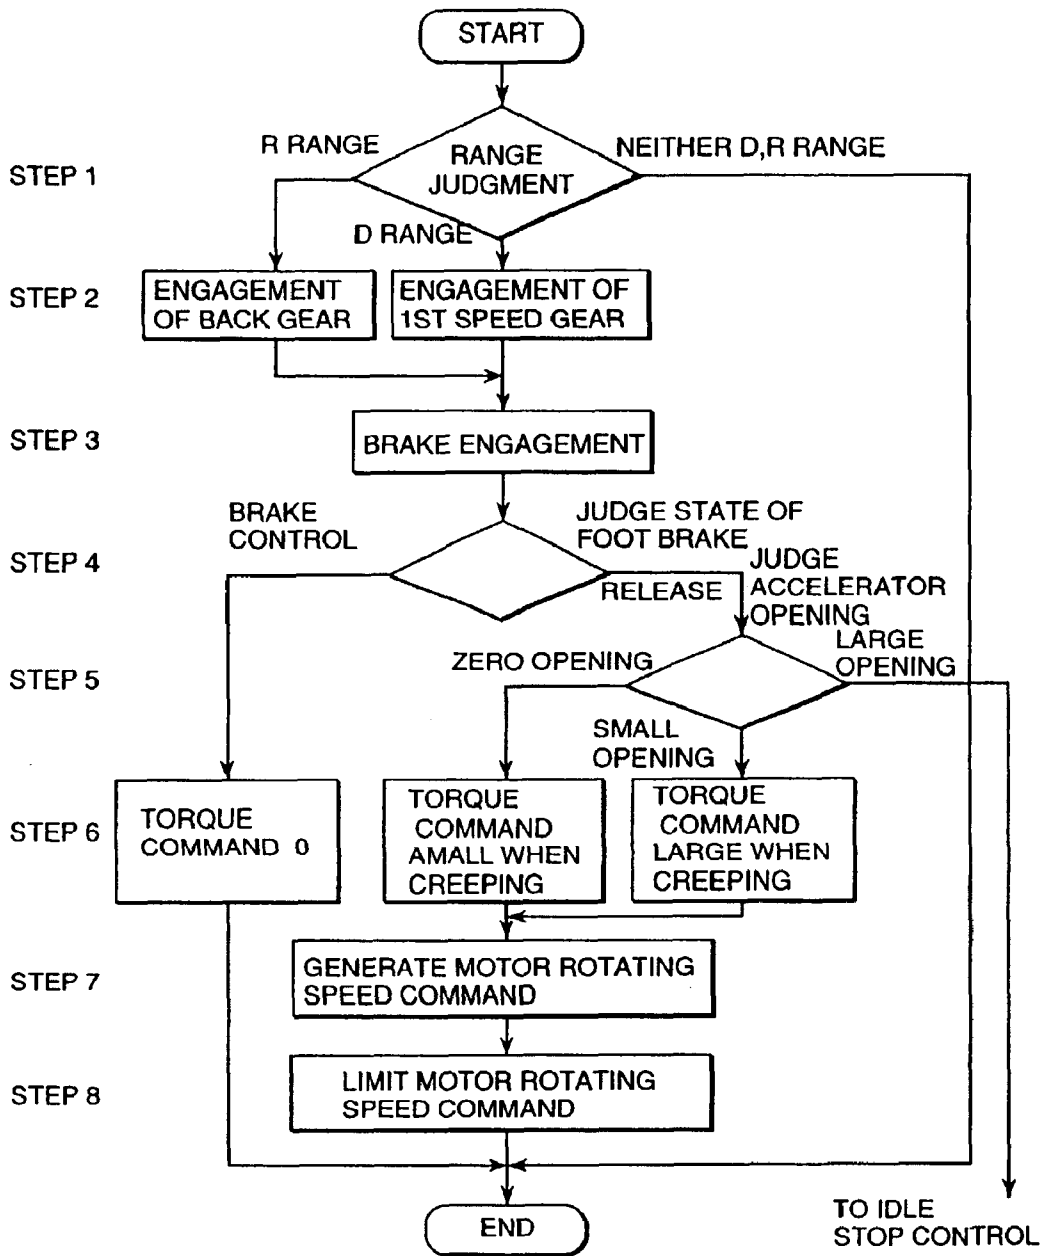 START
R RANGE
NEITHER D,R RANGE
STEP 1
RANGE
JUDGMENT
D RANGE
STEP 2
ENGAGEMENT
OF BACK GEAR
ENGAGEMENT OF
1ST SPEED GEAR
STEP 3
BRAKE ENGAGEMENT
BRAKE
CONTROL
JUDGE STATE OF
FOOT BRAKE
STEP 4
RELEASE
JUDGE
ACCELERATOR
OPENING
STEP 5
ZERO OPENING
LARGE
OPENING
SMALL
OPENING
STEP 6
TORQUE
COMMAND 0
TORQUE
COMMAND
AMALL WHEN
CREEPING
TORQUE
COMMAND
LARGE WHEN
CREEPING
STEP 7
GENERATE MOTOR ROTATING
SPEED COMMAND
STEP 8
LIMIT MOTOR ROTATING
SPEED COMMAND
END
TO IDLE
STOP CONTROL